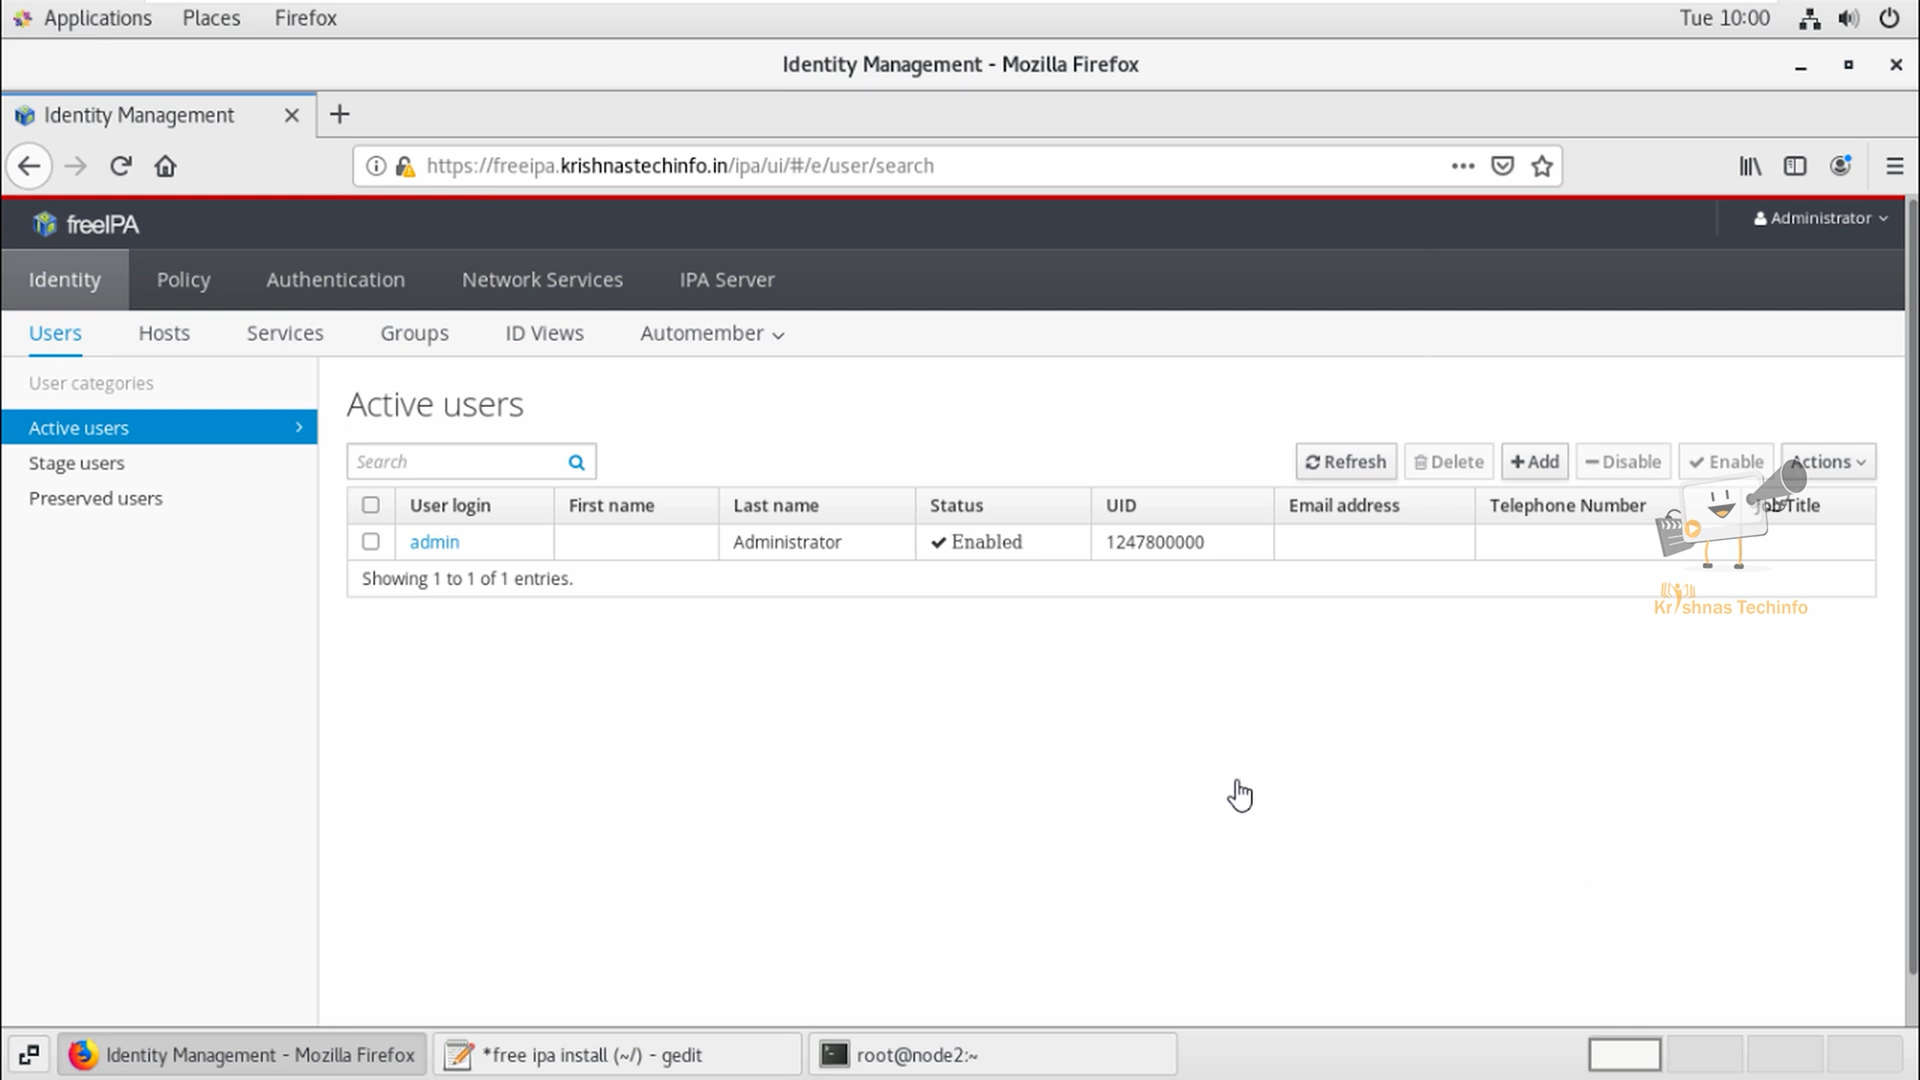 Applications Places Firefox Tue 10:00
Identity Management - Mozilla Firefox
Identity Management
https://freeipa.krishnastechinfo.in/ipa/ui/#/e/user/search
freeIPA Administrator
Identity Policy Authentication Network Services IPA Server
Users Hosts Services Groups ID Views Automember
User categories
Active users
Stage users
Preserved users
Active users
Search Refresh Delete Add Disable Enable Actions
User login First name Last name Status UID Email address Telephone Number Job Title
admin Administrator Enabled 1247800000
Showing 1 to 1 of 1 entries.
Krishnas Techinfo
Identity Management - Mozilla Firefox *free ipa install (~/) - gedit root@node2:~